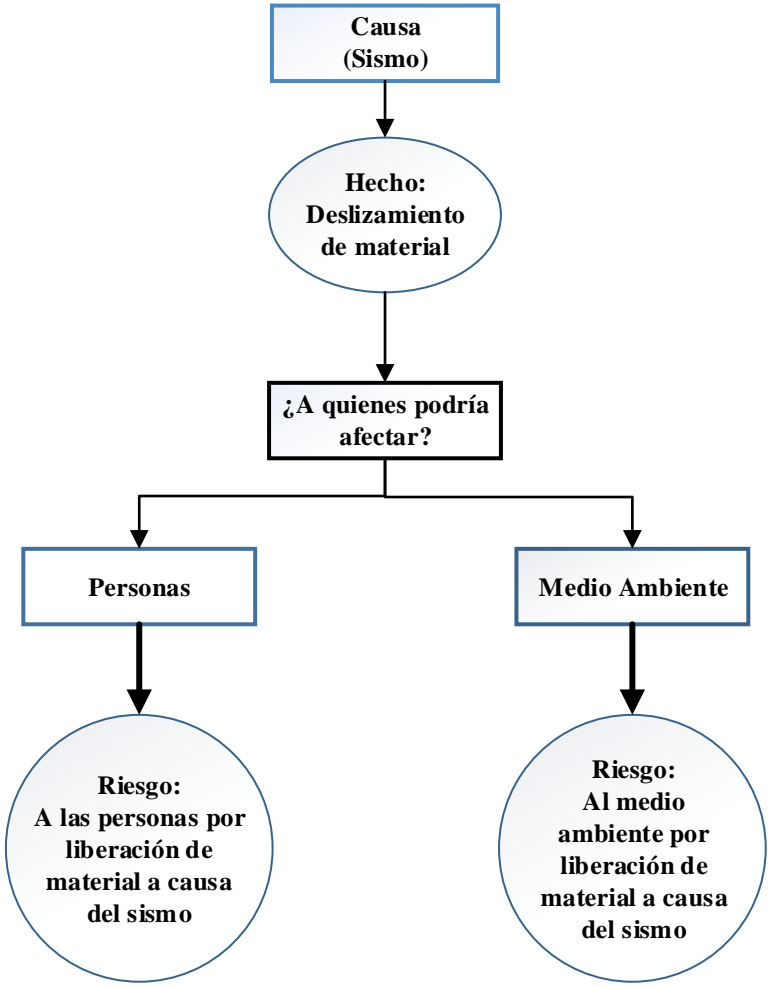 Causa
(Sismo)
Hecho:
Deslizamiento
de material
¿A quienes podría
afectar?
Personas
Medio Ambiente
Riesgo:
A las personas por
liberación de
material a causa
del sismo
Riesgo:
Al medio
ambiente por
liberación de
material a causa
del sismo